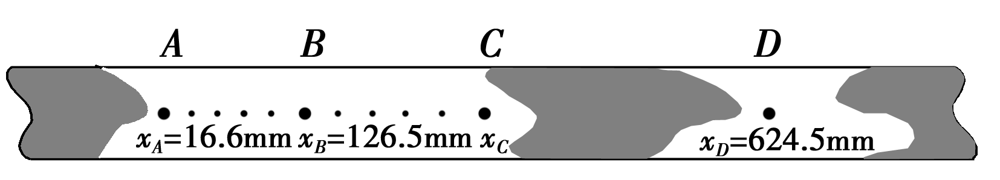 A B C D
x_A=16.6mm x_B=126.5mm x_C x_D=624.5mm